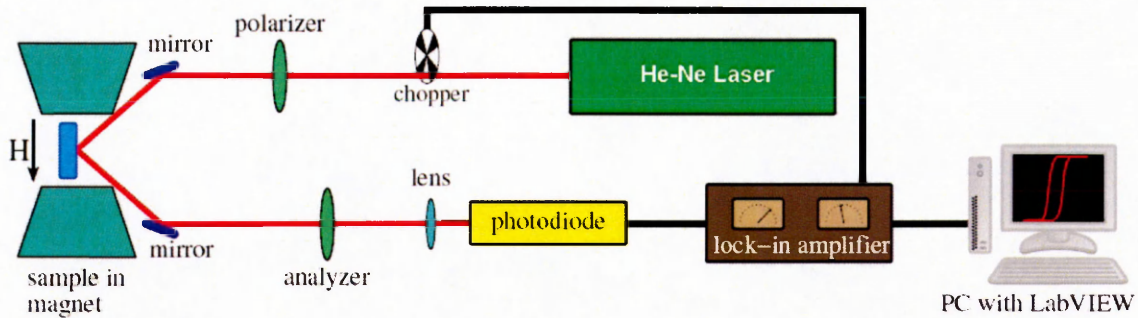 mirror
polarizer
chopper
He-Ne Laser
H
lens
photodiode
lock-in amplifier
mirror
analyzer
sample in
magnet
PC with LabVIEW